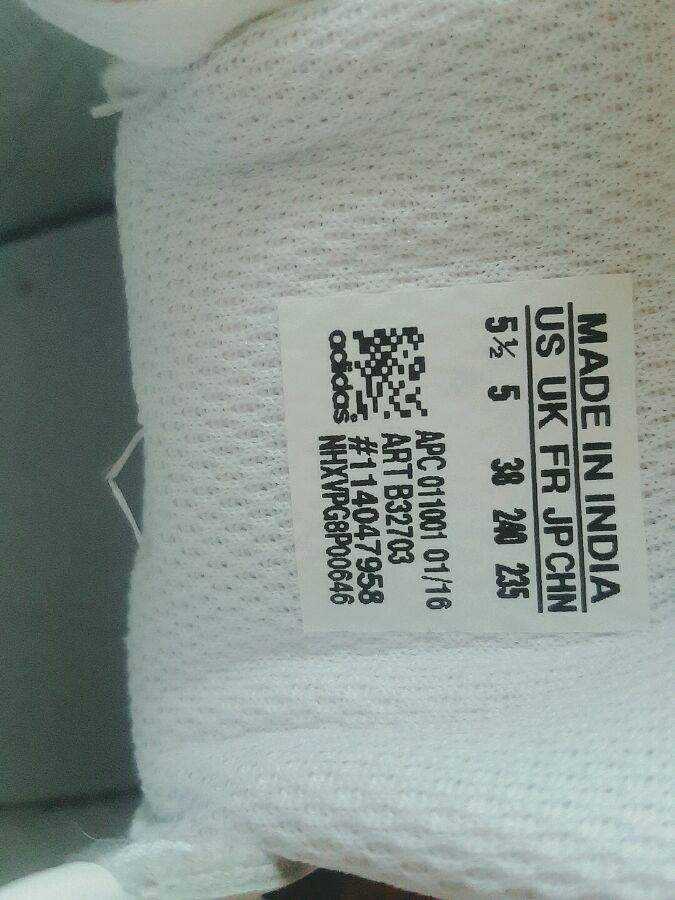 MADE IN INDIA
US UK FR JP CHN
5½ 5 38 240 235
APC 011001 01/16
ART B32703
#114047958
NHXVPG8P00646
adidas